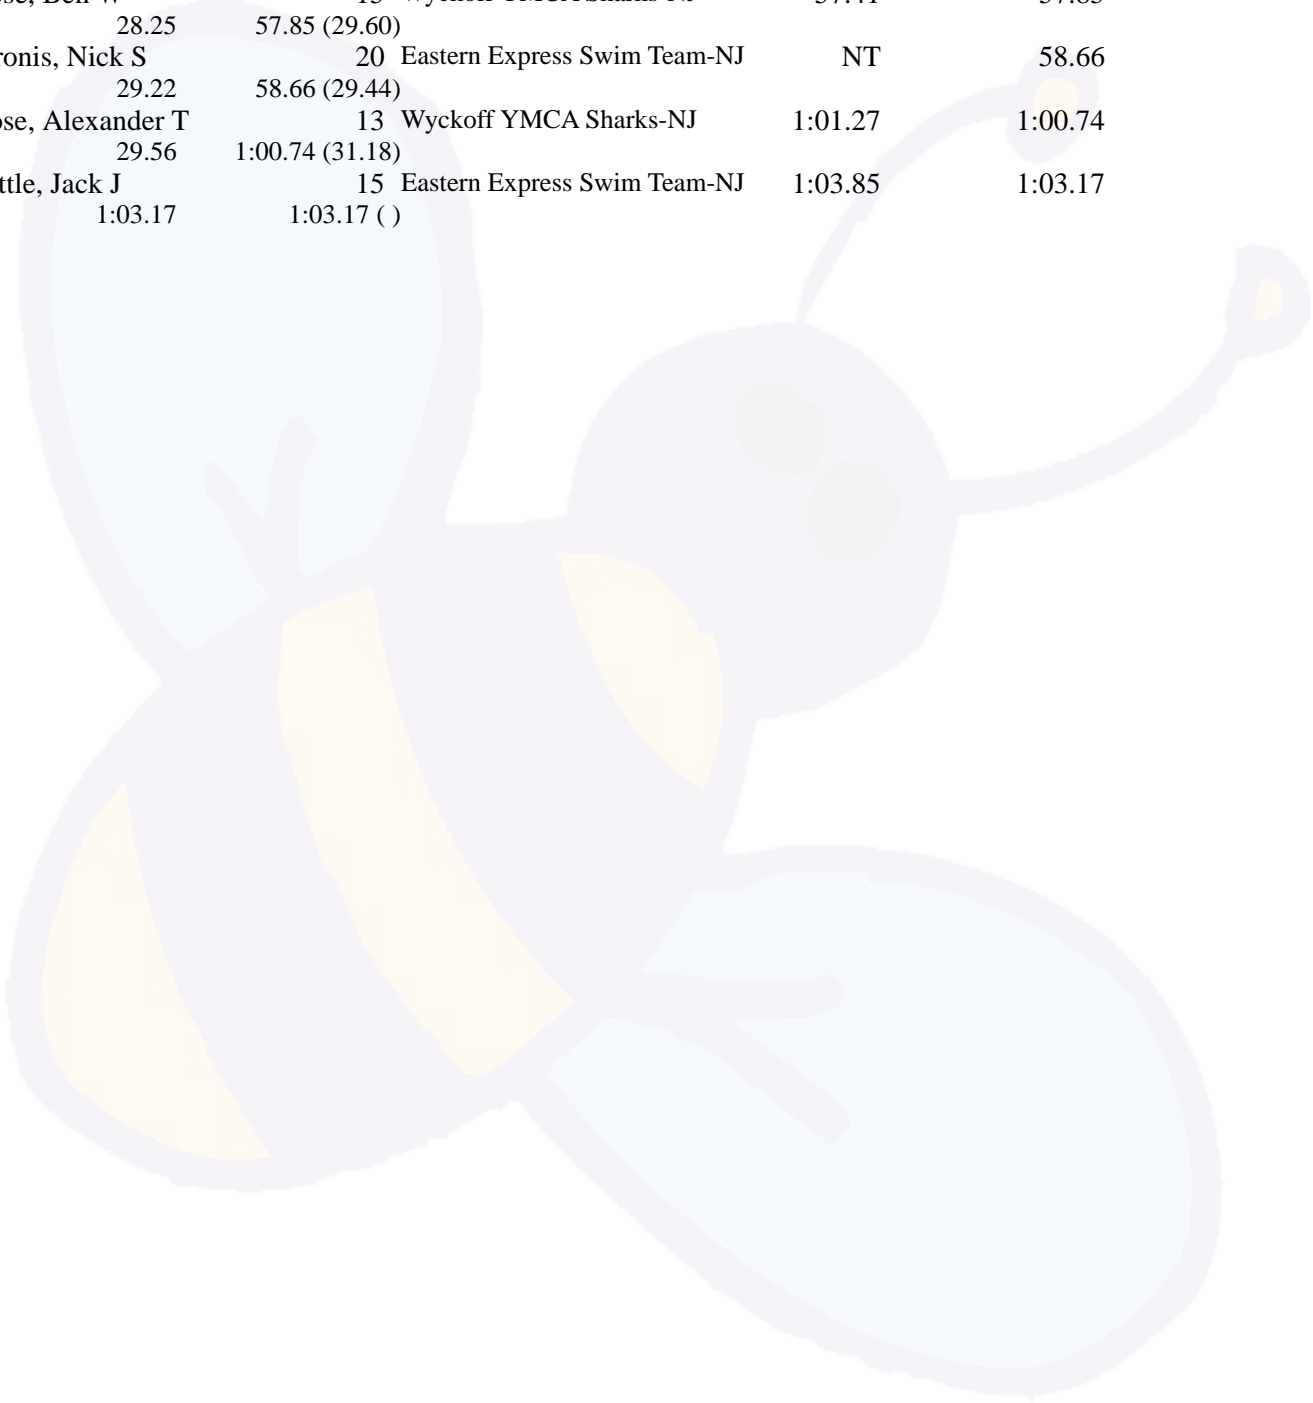 Ben W
28.25 57.85 (29.60)
ronis, Nick S 20 Eastern Express Swim Team-NJ NT 58.66
29.22 58.66 (29.44)
ose, Alexander T 13 Wyckoff YMCA Sharks-NJ 1:01.27 1:00.74
29.56 1:00.74 (31.18)
ttle, Jack J 15 Eastern Express Swim Team-NJ 1:03.85 1:03.17
1:03.17 1:03.17 ( )